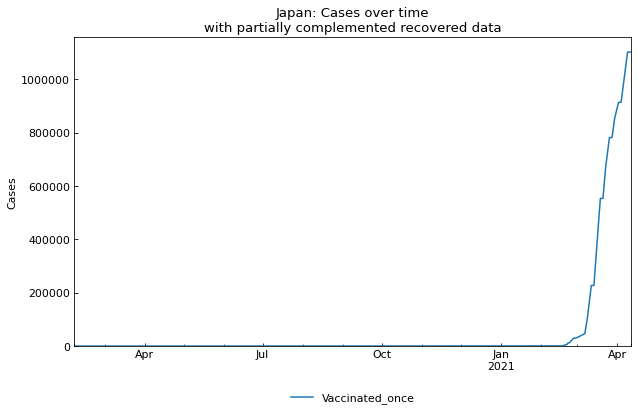 Japan: Cases over time
with partially complemented recovered data
Cases
1000000
800000
600000
400000
200000
0
Apr
Jul
Oct
Jan
2021
Apr
Vaccinated_once